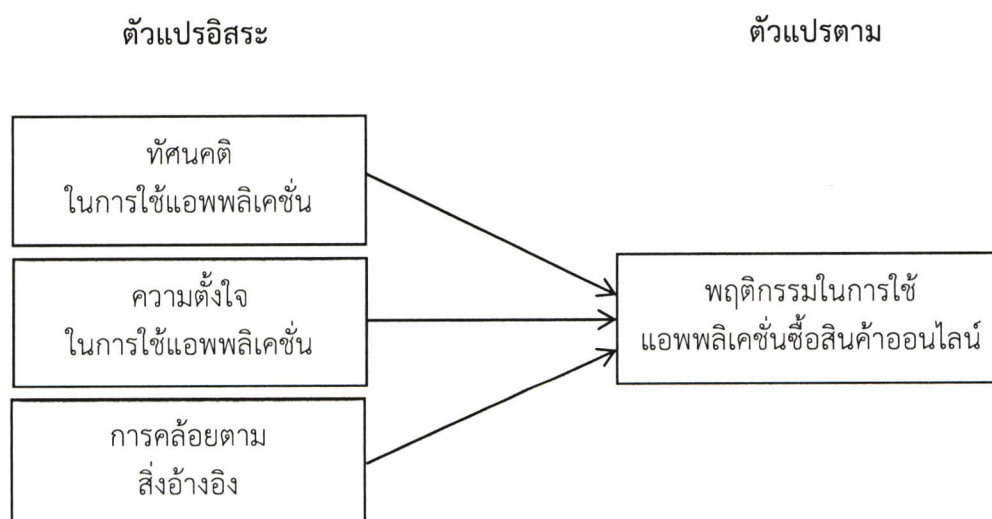 ตัวแปรอิสระ
ตัวแปรตาม
ทัศนคติ
ในการใช้แอพพลิเคชั่น
ความตั้งใจ
ในการใช้แอพพลิเคชั่น
การคล้อยตาม
สิ่งอ้างอิง
พฤติกรรมในการใช้
แอพพลิเคชั่นซื้อสินค้าออนไลน์